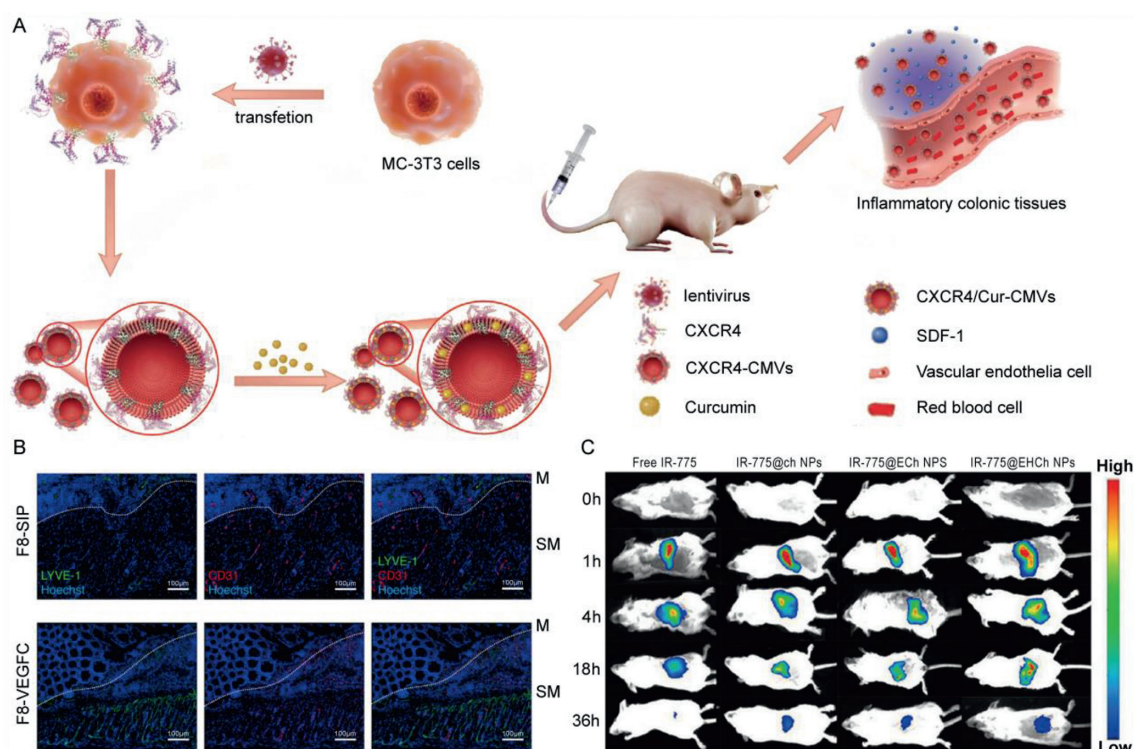 A
transfetion
MC-3T3 cells
Inflammatory colonic tissues
lentivirus
CXCR4
CXCR4-CMVs
Curcumin
CXCR4/Cur-CMVs
SDF-1
Vascular endothelia cell
Red blood cell
B
F8-SIP
LYVE-1
Hoechst
100μm
CD31
Hoechst
100μm
LYVE-1
CD31
Hoechst
100μm
M
SM
F8-VEGFC
100μm
100μm
100μm
M
SM
C
Free IR-775
IR-775@ch NPs
IR-775@ECh NPS
IR-775@EHCh NPs
High
0h
1h
4h
18h
36h
Low